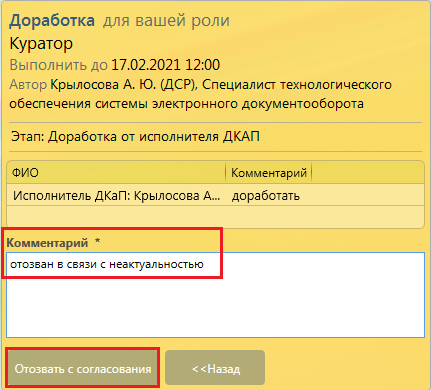 Доработка для вашей роли
Куратор
Выполнить до 17.02.2021 12:00
Автор Крылосова А. Ю. (ДСР), Специалист технологического
обеспечения системы электронного документооборота
Этап: Доработка от исполнителя ДКАП
ФИО Комментарий
Исполнитель ДКаП: Крылосова А... доработать
Комментарий *
отозван в связи с неактуальностью
Отозвать с согласования <<Назад